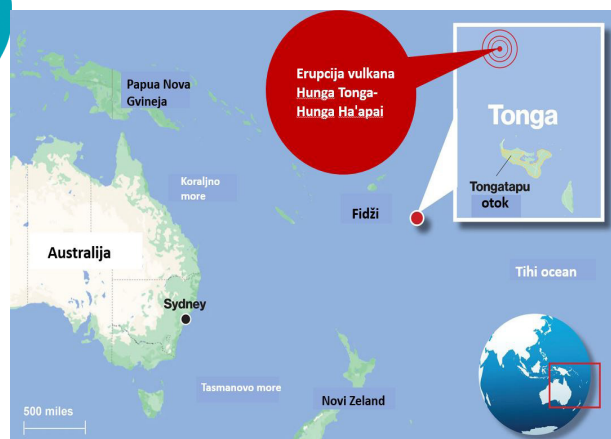 Erupcija vulkana
Hunga Tonga-
Hunga Ha'apai
Papua Nova
Gvineja
Tonga
Koraljno
more
Tongatapu
otok
Fidži
Australija
Tihi ocean
Sydney
Tasmanovo more
Novi Zeland
500 miles